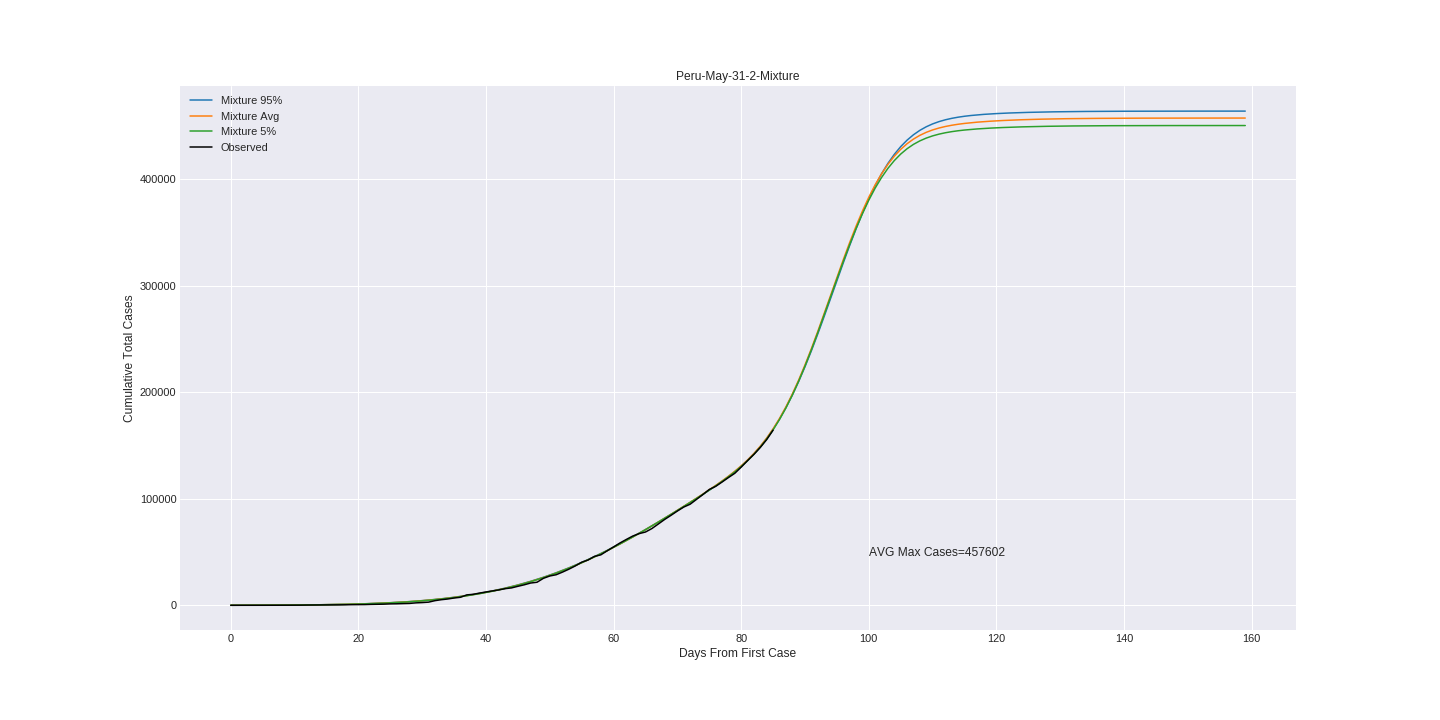 Peru-May-31-2-Mixture
Mixture 95%
Mixture Avg
Mixture 5%
Observed
400000
300000
200000
100000
0
Cumulative Total Cases
AVG Max Cases=457602
0 20 40 60 80 100 120 140 160
Days From First Case